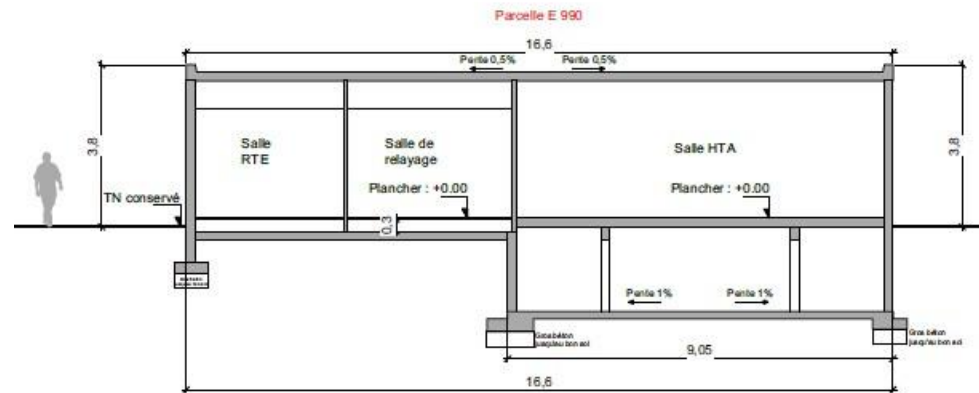 Parcelle E 990
16,6
Pente 0,5%
Pente 0,5%
3,8
3,8
Salle
RTE
Salle de
relayage
Salle HTA
TN conservé
Plancher : +0.00
Plancher : +0.00
0,3
Pente 1%
Pente 1%
Gros béton
jusqu'au bon sol
Gros béton
jusqu'au bon sol
9,05
16,6